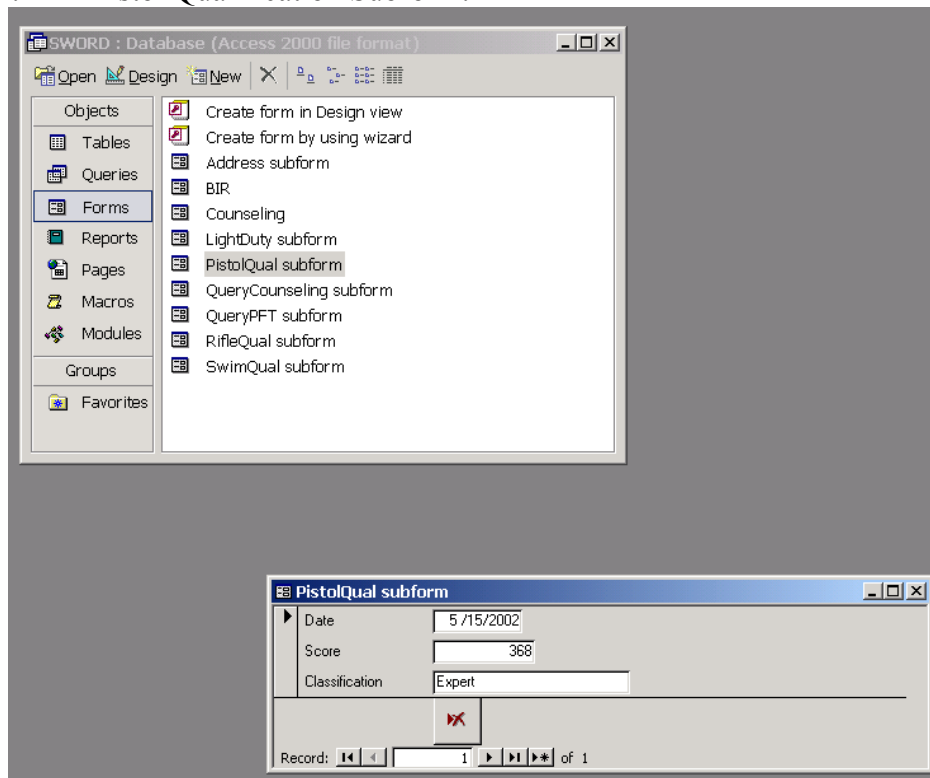 SWORD : Database (Access 2000 file format)
Open Design New
Objects
Tables
Queries
Forms
Reports
Pages
Macros
Modules
Groups
Favorites
Create form in Design view
Create form by using wizard
Address subform
BIR
Counseling
LightDuty subform
PistolQual subform
QueryCounseling subform
QueryPFT subform
RifleQual subform
SwimQual subform
PistolQual subform
Date 5 /15/2002
Score 368
Classification Expert
Record: 1 of 1